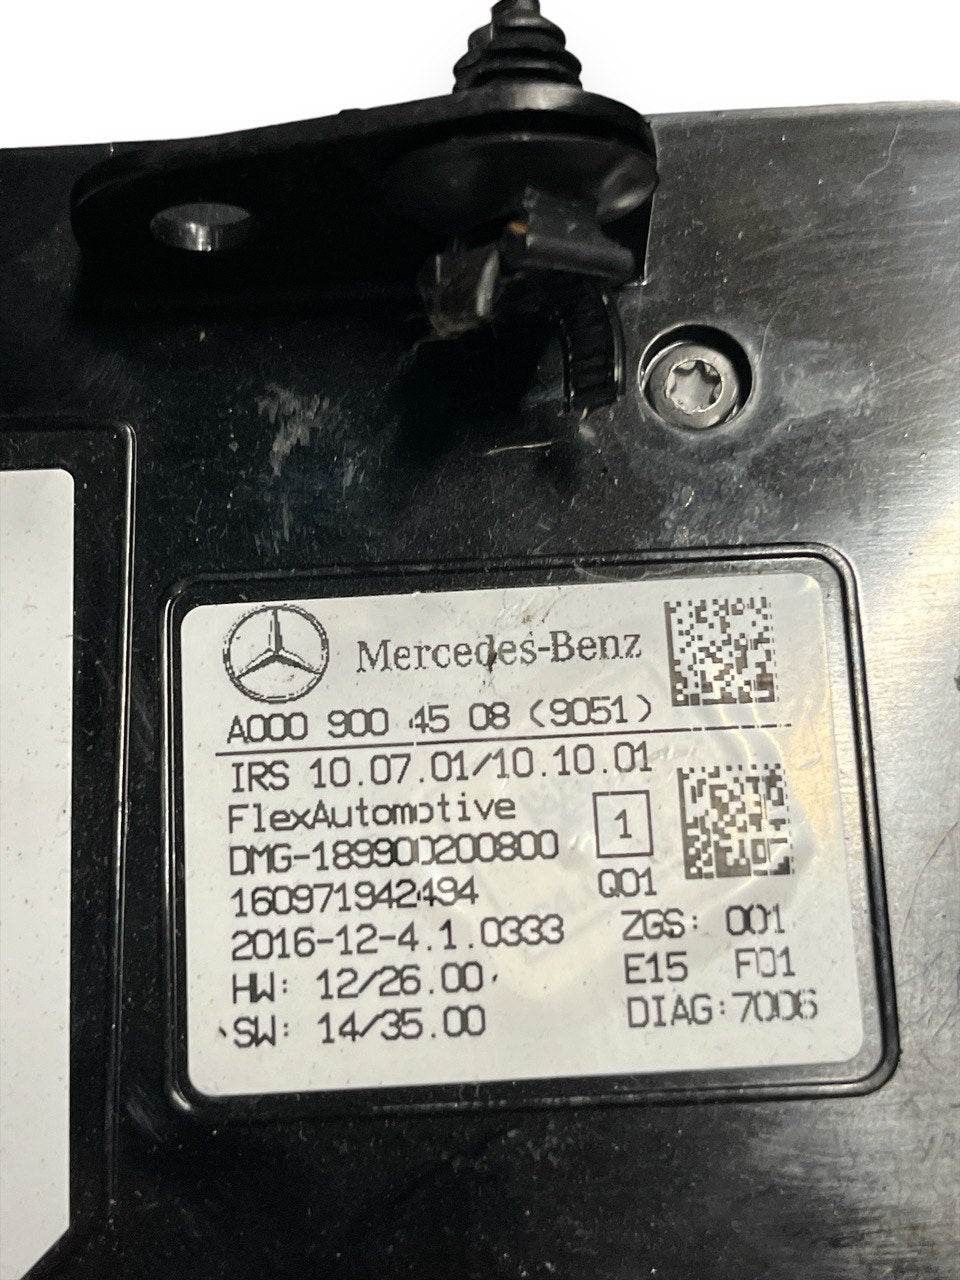 Mercedes-Benz
A000 900 45 08 (9051)
IRS 10.07.01/10.10.01
FlexAutomotive
1
DMG-18990D200800
160971942494
Q01
2016-12-4.1.0333
ZGS: 001
HW: 12/26.00
E15 F01
SW: 14/35.00
DIAG:7006